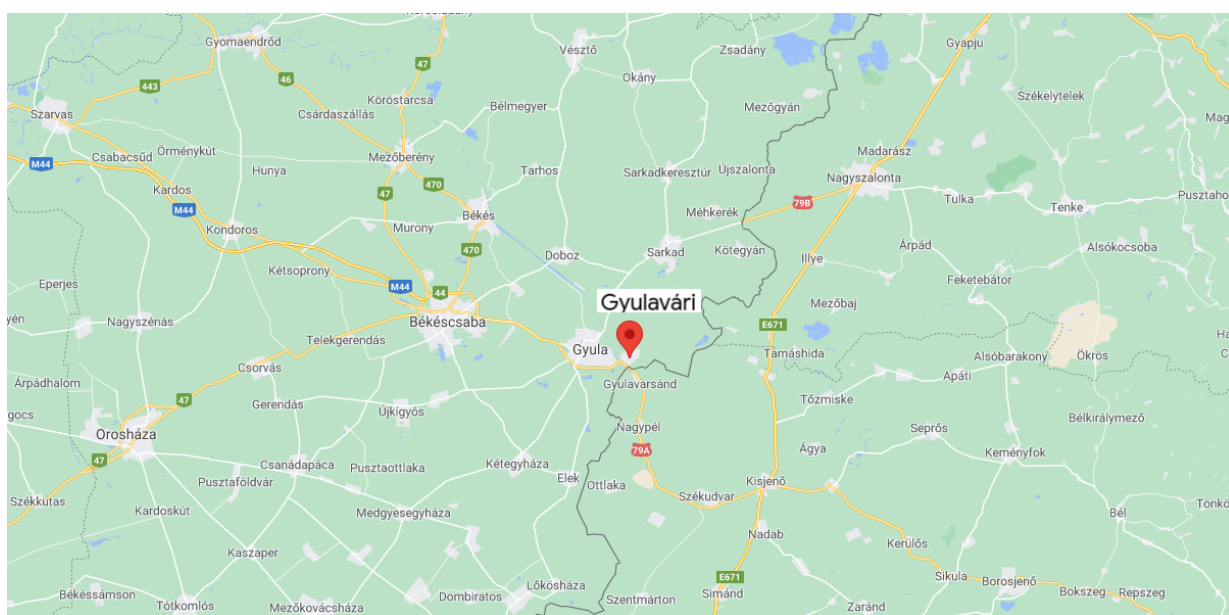 Gyomaendrőd
47
Vésztő
Zsadány
Gyapju
443
46
Okány
Székelytelek
Szarvas
Köröstarcsa
Bélmegyer
Mezőgyán
Csárdaszállás
M44
Csabacsűd
Örménykút
Mezőberény
Madarász
Hunya
Tarhos
Sarkadkeresztúr
Újszalonta
Nagyszalonta
Kardos
470
47
Pusztaho
M44
Békés
Méhkerék
79B
Tulka
Tenke
Kondoros
Murony
470
Sarkad
Kötegyán
Árpád
Alsókocsoba
Kétsoprony
Doboz
Illye
Feketebátor
Eperjes
M44
44
Gyulavári
Mezőbaj
Nagyszénás
Békéscsaba
E671
Telekgerendás
Gyula
Tamáshida
Alsóbarakony
Ökrös
Csorvás
Árpádhalom
Gyulavarsánd
Apáti
47
Gerendás
Újkígyós
Tőzmiske
gocs
Bélkirálymező
Orosháza
Nagypél
Seprős
47
Csanádapáca
Pusztaottlaka
Kétegyháza
79A
Ágya
Keményfok
Elek
Ottlaka
Kisjenő
Pusztaföldvár
Székudvar
Székkutas
Kardoskút
Medgyesegyháza
Bél
Tönkö
Nadab
Kerülős
Kaszaper
E671
Sikula
Borosjenő
Békéssámson
Lőkösháza
Simánd
Bokszeg
Repszeg
Tótkomlós
Mezőkovácsháza
Dombiratos
Szentmárton
Zaránd